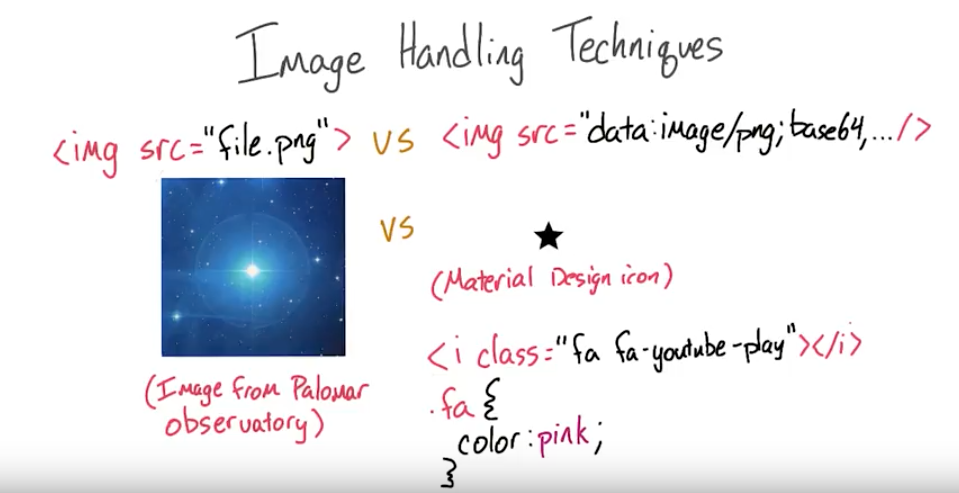 Image Handling Techniques
<img src="file.png"> vs <img src="data:image/png;base64,.../>
vs
(Material Design icon)
(Image from Palomar
observatory)
<i class="fa fa-youtube-play"></i>
.fa {
color:pink;
}